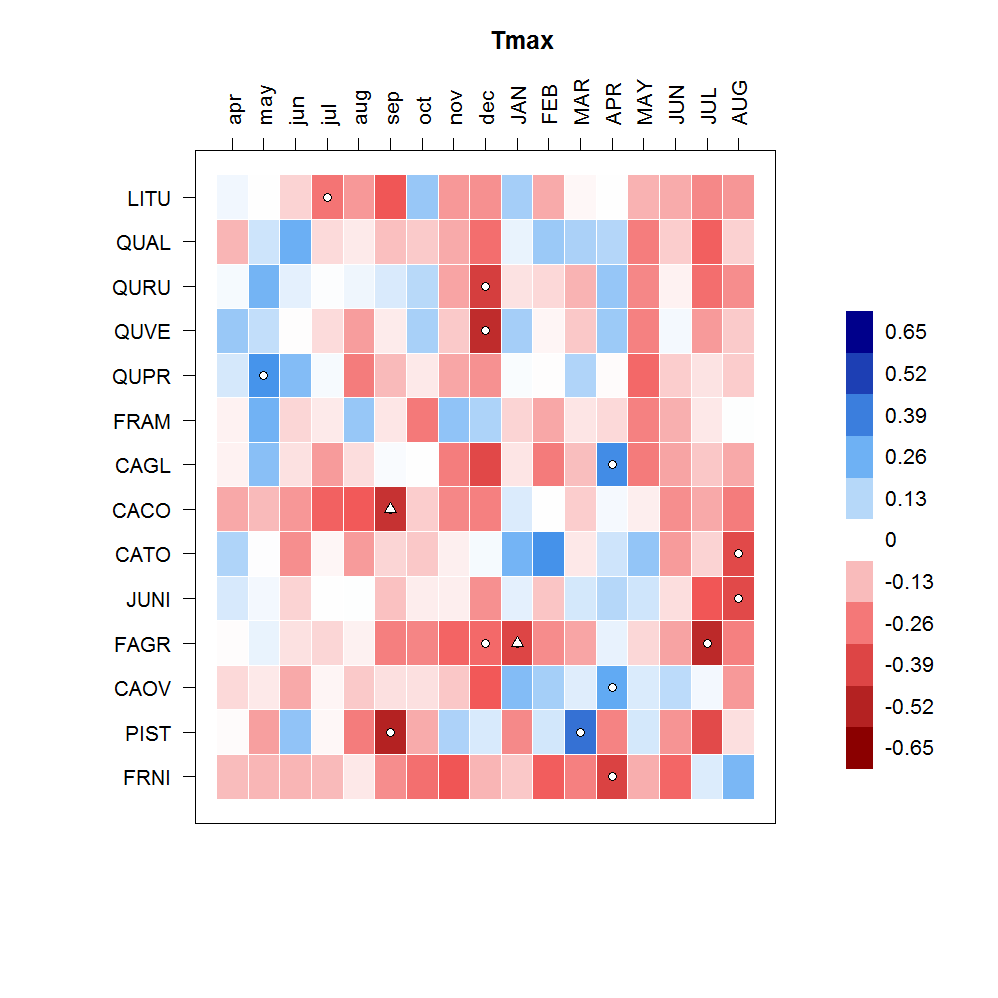 Tmax
apr may jun jul aug sep oct nov dec JAN FEB MAR APR MAY JUN JUL AUG
LITU
QUAL
QURU
QUVE
QUPR
FRAM
CAGL
CACO
CATO
JUNI
FAGR
CAOV
PIST
FRNI
0.65
0.52
0.39
0.26
0.13
0
-0.13
-0.26
-0.39
-0.52
-0.65